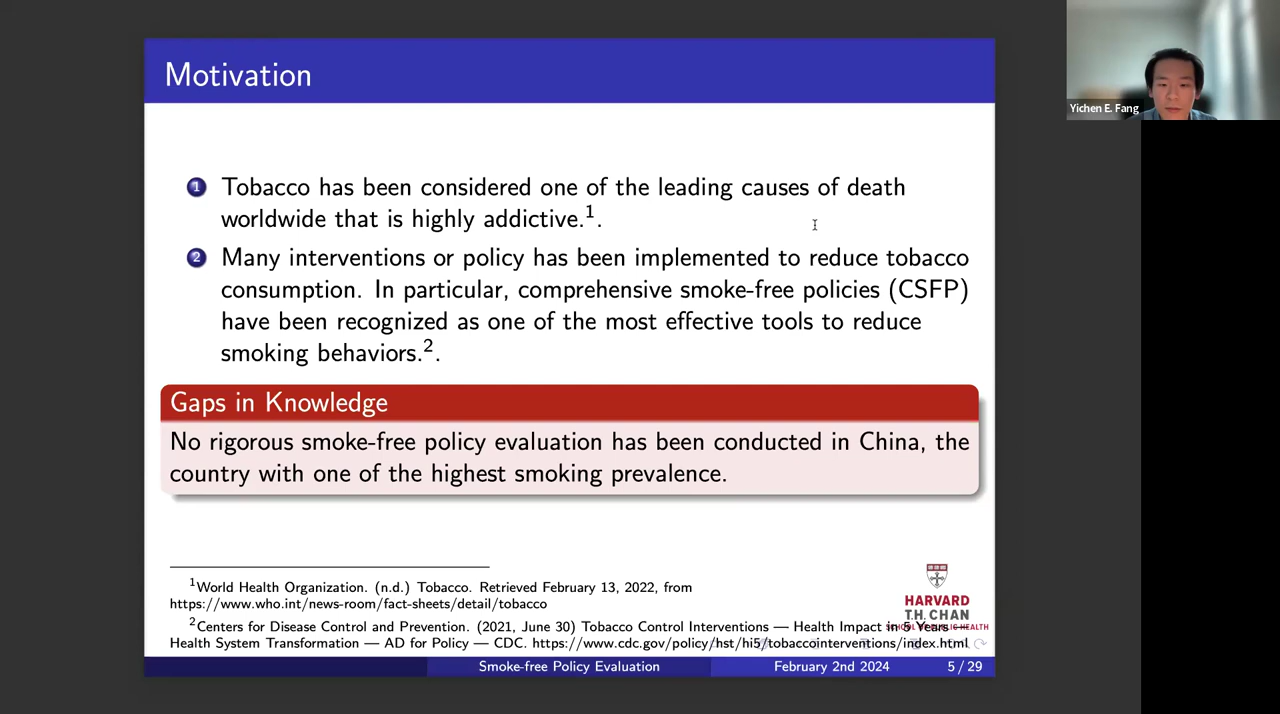 Motivation
Yichen E. Fang
1 Tobacco has been considered one of the leading causes of death
worldwide that is highly addictive.1.
2 Many interventions or policy has been implemented to reduce tobacco
consumption. In particular, comprehensive smoke-free policies (CSFP)
have been recognized as one of the most effective tools to reduce
smoking behaviors.2.
Gaps in Knowledge
No rigorous smoke-free policy evaluation has been conducted in China, the
country with one of the highest smoking prevalence.
1World Health Organization. (n.d.) Tobacco. Retrieved February 13, 2022, from
https://www.who.int/news-room/fact-sheets/detail/tobacco
2Centers for Disease Control and Prevention. (2021, June 30) Tobacco Control Interventions — Health Impact in 5 Years —
Health System Transformation — AD for Policy — CDC. https://www.cdc.gov/policy/hst/hi5/tobaccointerventions/index.html
HARVARD
T.H. CHAN
SCHOOL OF PUBLIC HEALTH
Smoke-free Policy Evaluation
February 2nd 2024
5 / 29